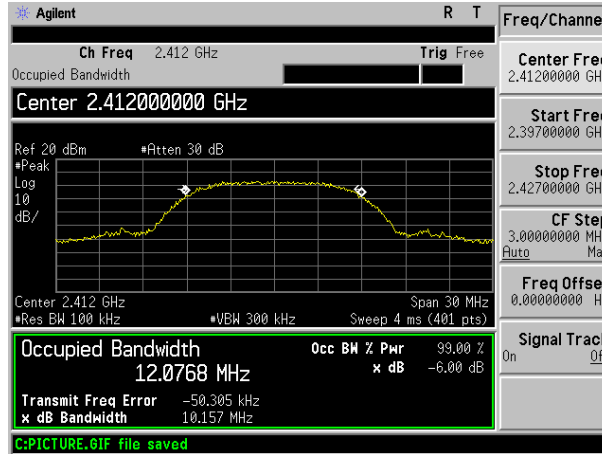 Agilent R T
Ch Freq 2.412 GHz Trig Free
Occupied Bandwidth
Center 2.412000000 GHz
Ref 20 dBm #Atten 30 dB
#Peak
Log
10
dB/
Center 2.412 GHz Span 30 MHz
#Res BW 100 kHz #VBW 300 kHz Sweep 4 ms (401 pts)
Occupied Bandwidth Occ BW % Pwr 99.00 %
12.0768 MHz x dB -6.00 dB
Transmit Freq Error -50.305 kHz
x dB Bandwidth 10.157 MHz
C:PICTURE.GIF file saved
Freq/Channe
Center Fre
2.41200000 GH
Start Fre
2.39700000 GH
Stop Fre
2.42700000 GH
CF Step
3.00000000 MH
Auto Ma
Freq Offse
0.00000000 H
Signal Trac
On Of